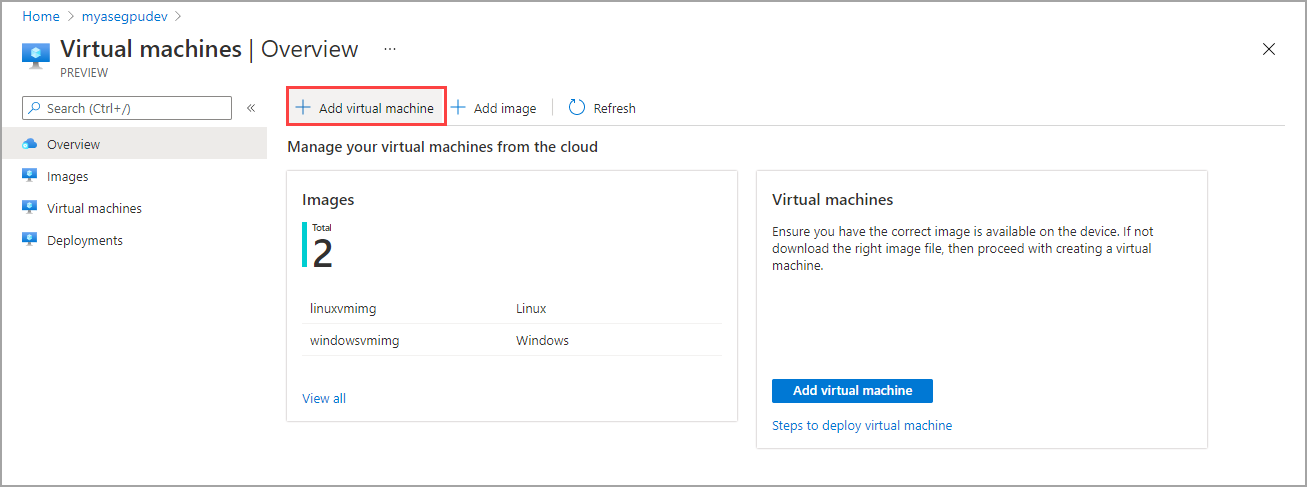 Home > myasegpudev >
Virtual machines | Overview ...
PREVIEW
Search (Ctrl+/) «
+ Add virtual machine + Add image Refresh
Overview
Images
Virtual machines
Deployments
Manage your virtual machines from the cloud
Images
Total
2
linuxvmimg Linux
windowsvmimg Windows
View all
Virtual machines
Ensure you have the correct image is available on the device. If not
download the right image file, then proceed with creating a virtual
machine.
Add virtual machine
Steps to deploy virtual machine